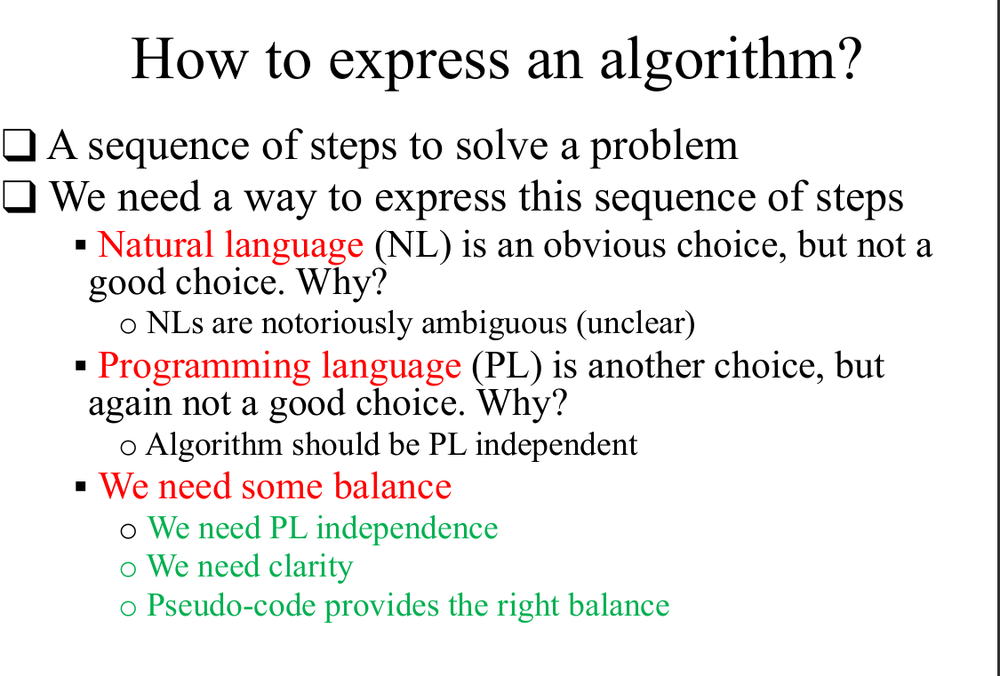 How to express an algorithm?
❑ A sequence of steps to solve a problem
❑ We need a way to express this sequence of steps
▪ Natural language (NL) is an obvious choice, but not a
good choice. Why?
o NLs are notoriously ambiguous (unclear)
▪ Programming language (PL) is another choice, but
again not a good choice. Why?
o Algorithm should be PL independent
▪ We need some balance
o We need PL independence
o We need clarity
o Pseudo-code provides the right balance